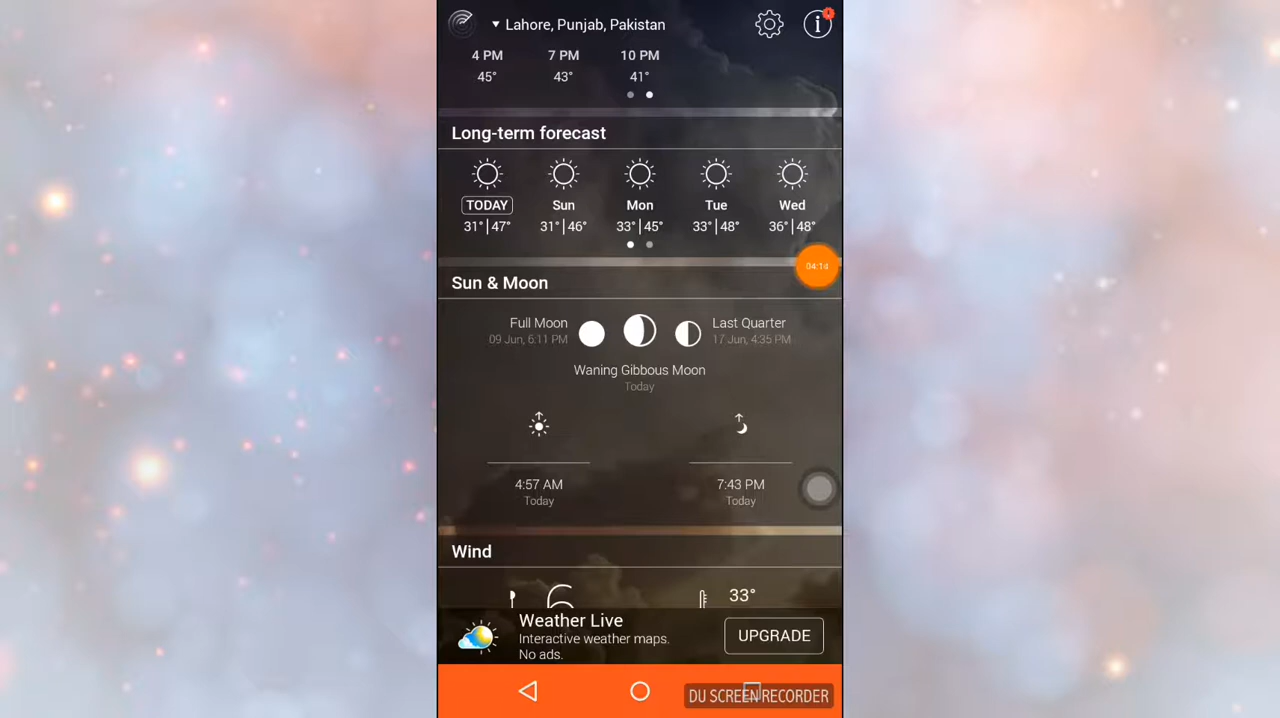 Lahore, Punjab, Pakistan
4 PM 7 PM 10 PM
45° 43° 41°
Long-term forecast
TODAY Sun Mon Tue Wed
31°|47° 31°|46° 33°|45° 33°|48° 36°|48°
04:14
Sun & Moon
Full Moon
09 Jun, 6:11 PM
Last Quarter
17 Jun, 4:35 PM
Waning Gibbous Moon
Today
4:57 AM
Today
7:43 PM
Today
Wind
33°
Weather Live
Interactive weather maps.
No ads.
UPGRADE
DU SCREEN RECORDER